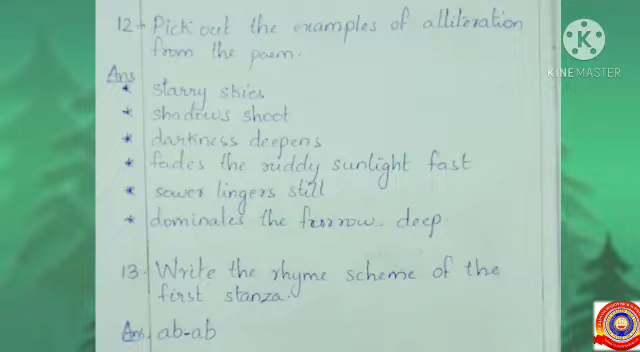 12 → Pick out the examples of alliteration
from the poem.
Ans
* starry skies
* shadows shoot
* darkness deepens
* fades the ruddy sunlight fast
* sower lingers still
* dominates the furrow deep
13 - Write the rhyme scheme of the
first stanza.
Ans, ab-ab
KINEMASTER